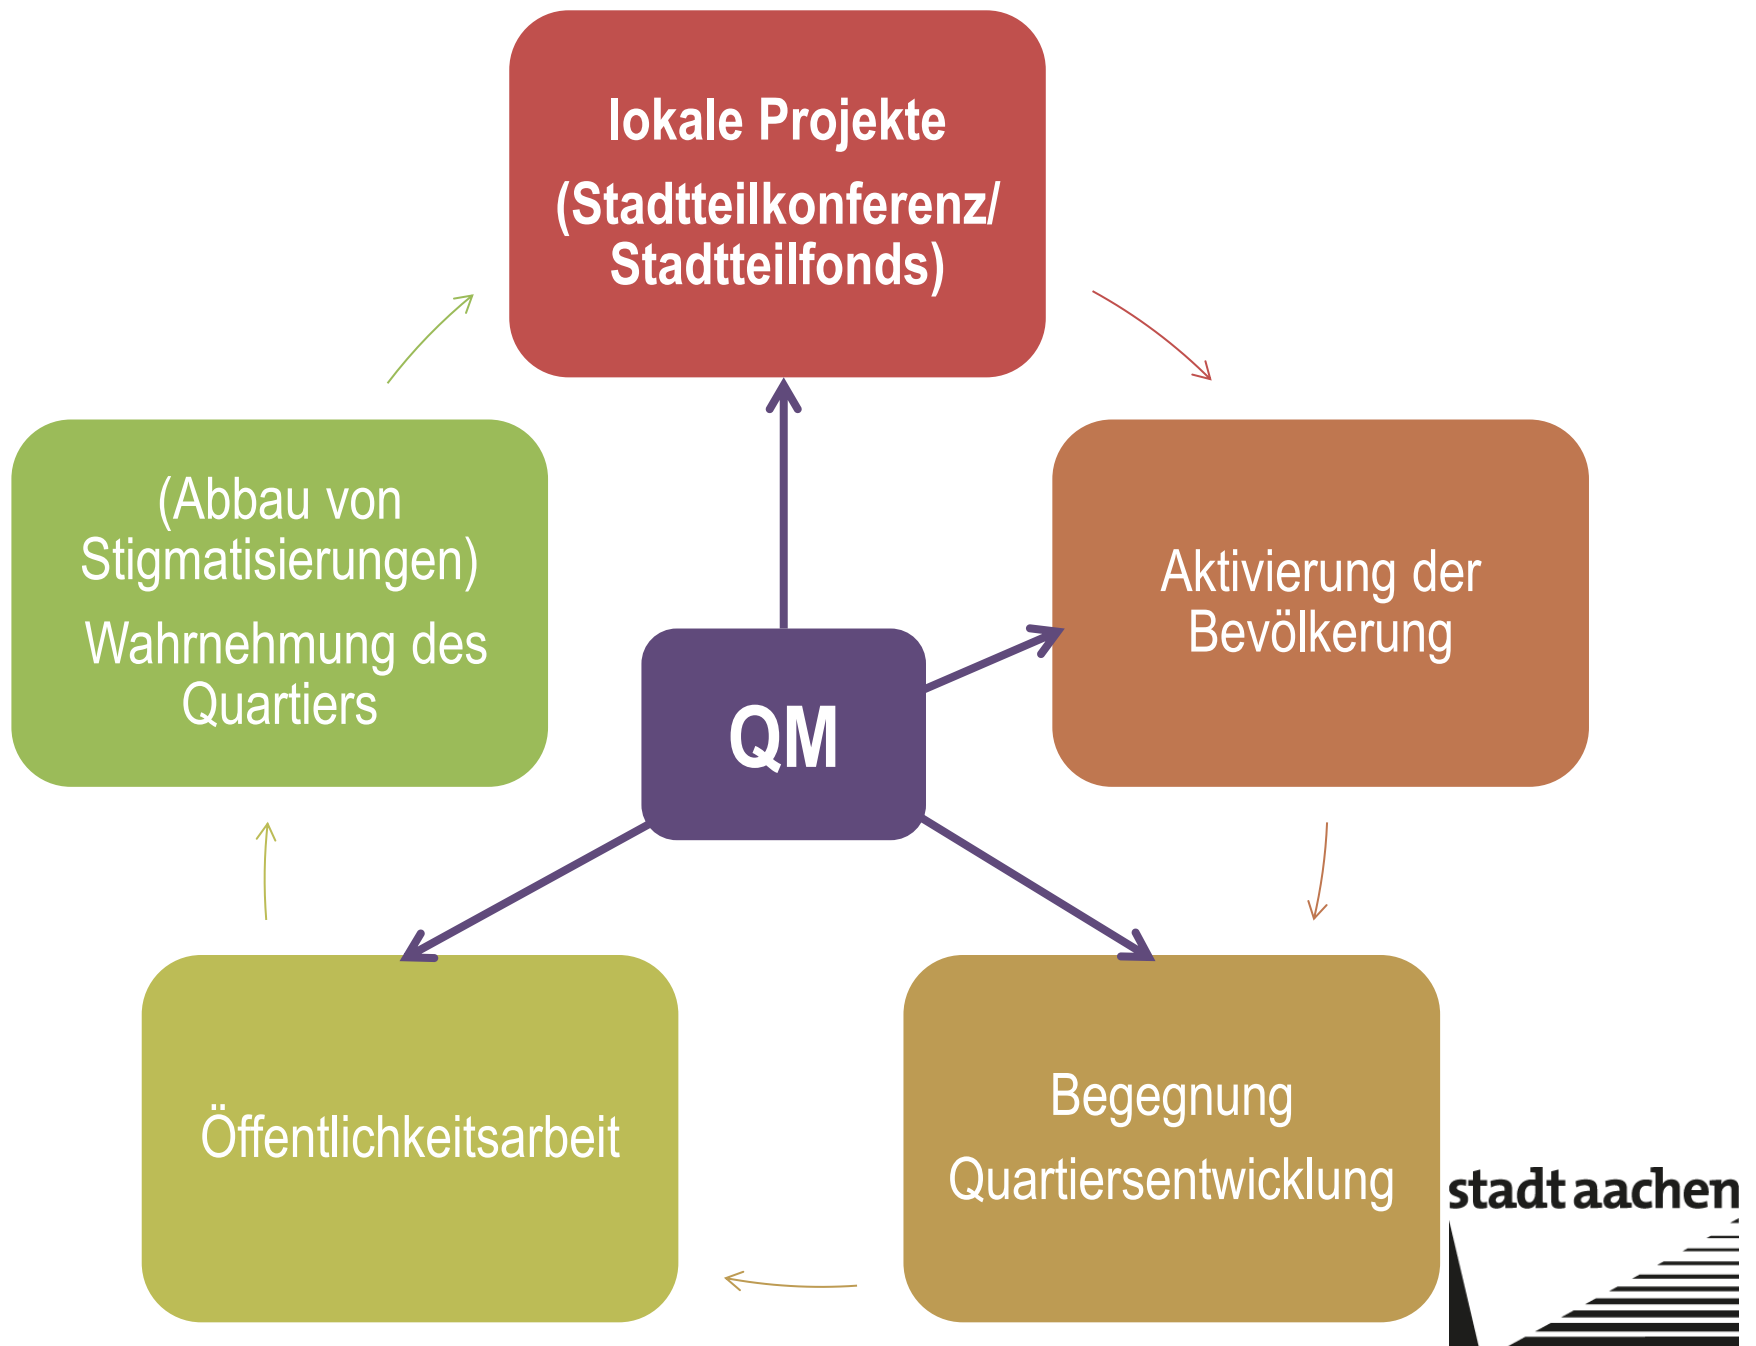 lokale Projekte
(Stadtteilkonferenz/
Stadtteilfonds)
(Abbau von
Stigmatisierungen)
Wahrnehmung des
Quartiers
Aktivierung der
Bevölkerung
QM
Öffentlichkeitsarbeit
Begegnung
Quartiersentwicklung
stadt aachen